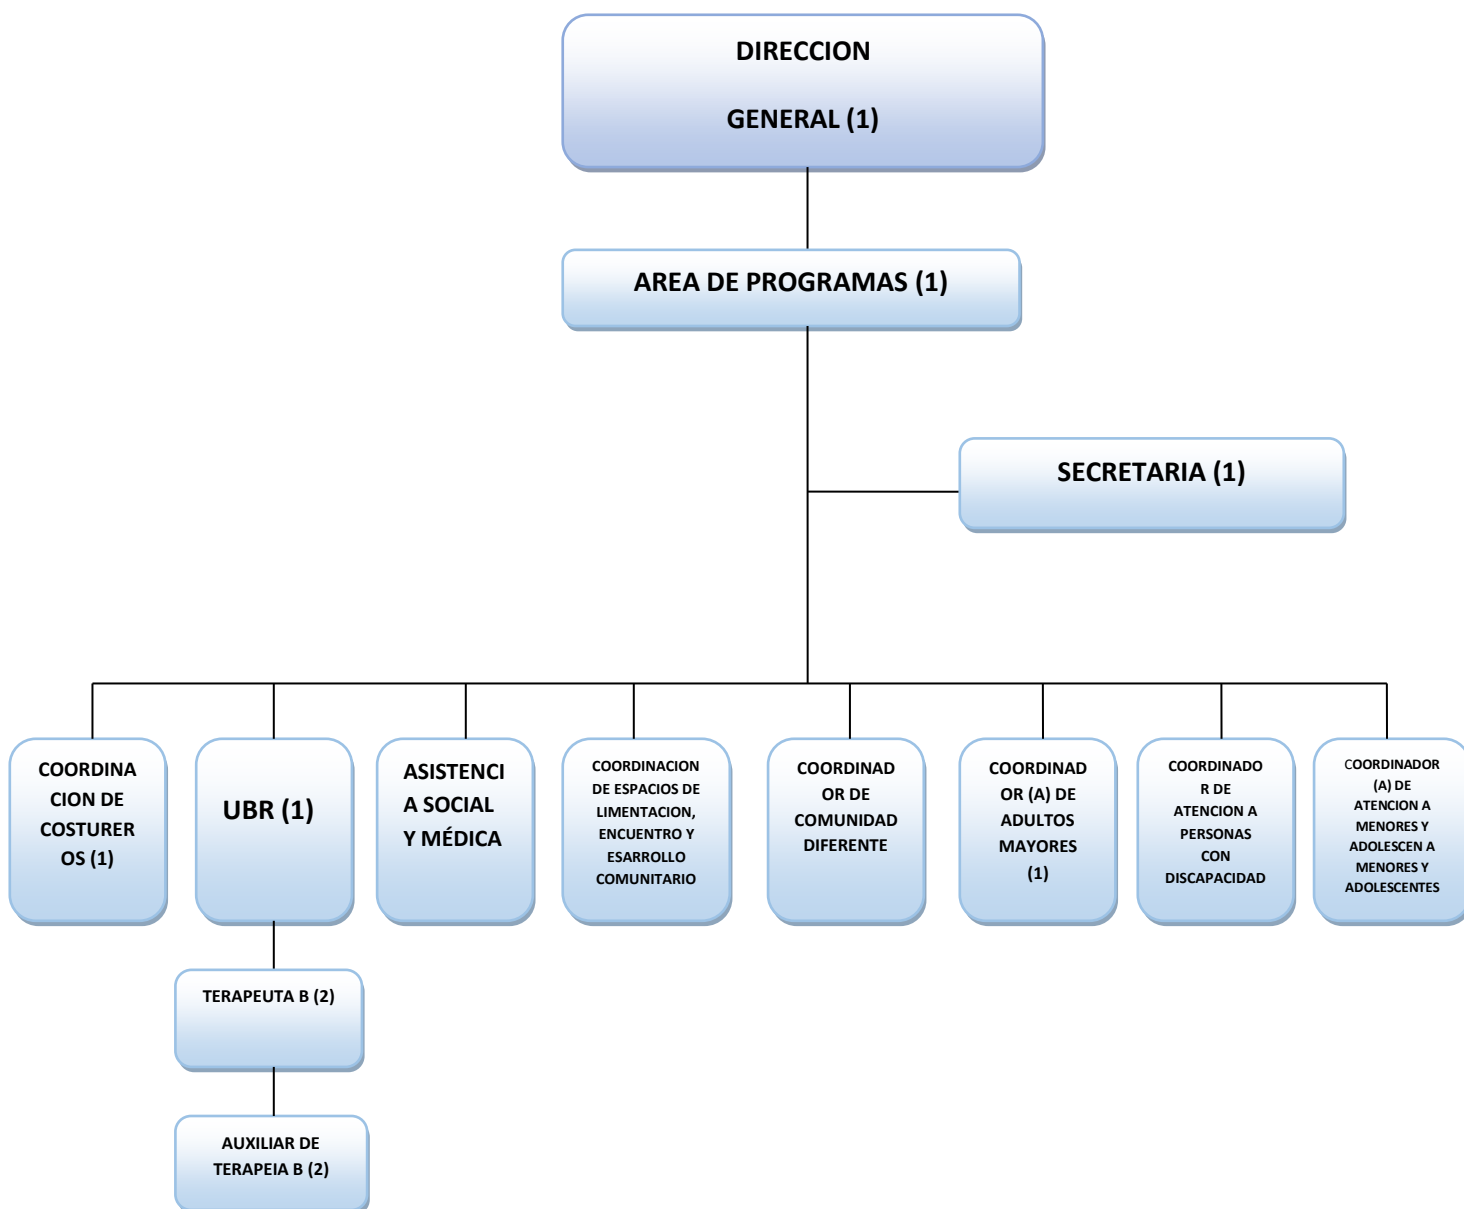 DIRECCION
GENERAL (1)
AREA DE PROGRAMAS (1)
SECRETARIA (1)
COORDINA
CION DE
COSTURER
OS (1)
UBR (1)
ASISTENCI
A SOCIAL
Y MÉDICA
COORDINACION
DE ESPACIOS DE
LIMENTACION,
ENCUENTRO Y
ESARROLLO
COMUNITARIO
COORDINAD
OR DE
COMUNIDAD
DIFERENTE
COORDINAD
OR (A) DE
ADULTOS
MAYORES
(1)
COORDINADO
R DE
ATENCION A
PERSONAS
CON
DISCAPACIDAD
COORDINADOR
(A) DE
ATENCION A
MENORES Y
ADOLESCEN A
MENORES Y
ADOLESCENTES
TERAPEUTA B (2)
AUXILIAR DE
TERAPEIA B (2)